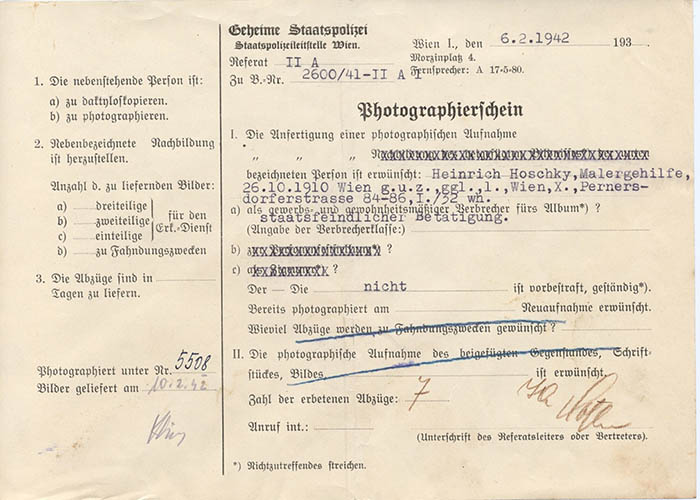 1. Die nebenstehende Person ist:
a) zu daktyloskopieren.
b) zu photographieren.
2. Nebenbezeichnete Nachbildung
ist herzustellen.
Anzahl d. zu liefernden Bilder:
a) dreiteilige
b) zweiteilige
c) einteilige
für den
Erk.-Dienst
d) zu Fahndungszwecken
3. Die Abzüge sind in
Tagen zu liefern.
Photographiert unter Nr. 5508
Bilder geliefert am 10.2.42
Geheime Staatspolizei
Staatspolizeileitstelle Wien.
Referat II A
Zu B.-Nr. 2600/41-II A 1
Wien I., den 6.2.1942 193
Morzinplatz 4.
Fernsprecher: A 17-5-80.
Photographierschein
I. Die Anfertigung einer photographischen Aufnahme
" " "
bezeichneten Person ist erwünscht: Heinrich Hoschky, Malergehilfe,
26.10.1910 Wien g.u.z., ggl., l., Wien, X., Perners-
dorferstrasse 84-86, I./32 wh.
a) als gewerbs- und gewohnheitsmäßiger Verbrecher fürs Album*) ?
staatsfeindlicher Betätigung.
(Angabe der Verbrecherklasse:)
b) ?
c) ?
Der – Die nicht ist vorbestraft, geständig*).
Bereits photographiert am Neuaufnahme erwünscht.
Wieviel Abzüge werden zu Fahndungszwecken gewünscht ?
II. Die photographische Aufnahme des beigefügten Gegenstandes, Schrift-
stückes, Bildes ist erwünscht.
Zahl der erbetenen Abzüge: 7
Anruf int.:
(Unterschrift des Referatsleiters oder Vertreters).
*) Nichtzutreffendes streichen.